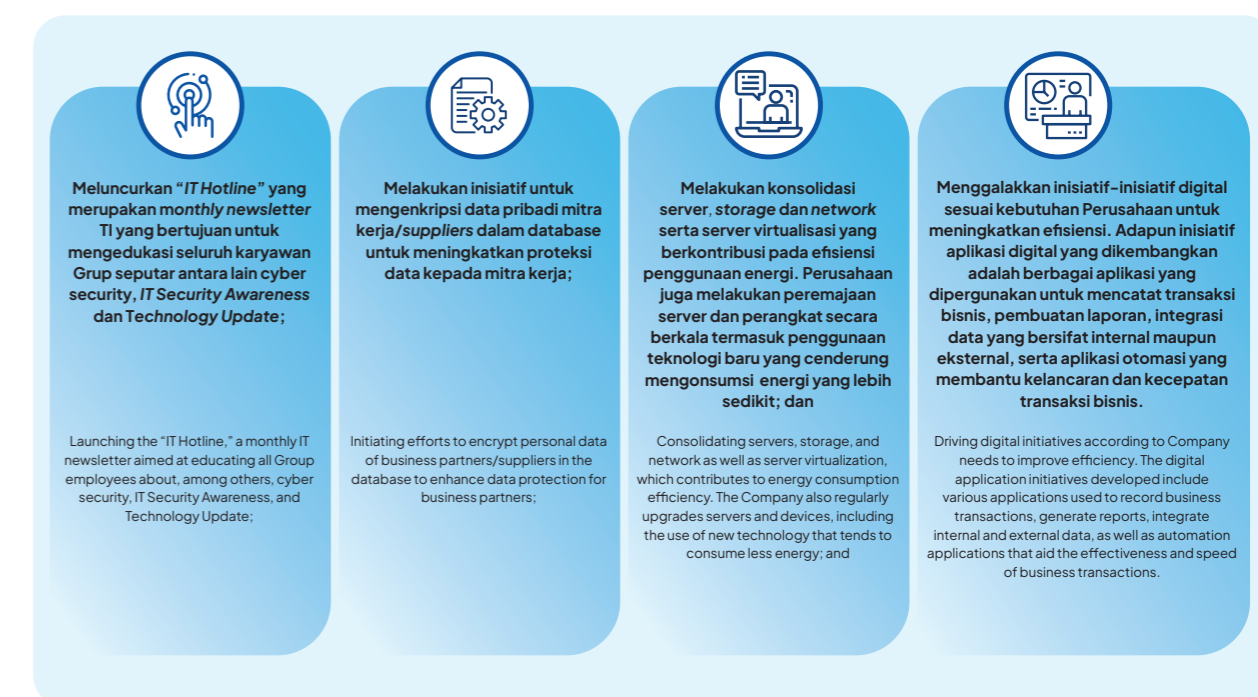 Meluncurkan “IT Hotline” yang
merupakan monthly newsletter
TI yang bertujuan untuk
mengedukasi seluruh karyawan
Grup seputar antara lain cyber
security, IT Security Awareness
dan Technology Update;
Launching the “IT Hotline,” a monthly IT
newsletter aimed at educating all Group
employees about, among others, cyber
security, IT Security Awareness, and
Technology Update;
Melakukan inisiatif untuk
mengenkripsi data pribadi mitra
kerja/suppliers dalam database
untuk meningkatkan proteksi
data kepada mitra kerja;
Initiating efforts to encrypt personal data
of business partners/suppliers in the
database to enhance data protection for
business partners;
Melakukan konsolidasi
server, storage dan network
serta server virtualisasi yang
berkontribusi pada efisiensi
penggunaan energi. Perusahaan
juga melakukan peremajaan
server dan perangkat secara
berkala termasuk penggunaan
teknologi baru yang cenderung
mengonsumsi energi yang lebih
sedikit; dan
Consolidating servers, storage, and
network as well as server virtualization,
which contributes to energy consumption
efficiency. The Company also regularly
upgrades servers and devices, including
the use of new technology that tends to
consume less energy; and
Menggalakkan inisiatif-inisiatif digital
sesuai kebutuhan Perusahaan untuk
meningkatkan efisiensi. Adapun inisiatif
aplikasi digital yang dikembangkan
adalah berbagai aplikasi yang
dipergunakan untuk mencatat transaksi
bisnis, pembuatan laporan, integrasi
data yang bersifat internal maupun
eksternal, serta aplikasi otomasi yang
membantu kelancaran dan kecepatan
transaksi bisnis.
Driving digital initiatives according to Company
needs to improve efficiency. The digital
application initiatives developed include
various applications used to record business
transactions, generate reports, integrate
internal and external data, as well as automation
applications that aid the effectiveness and speed
of business transactions.